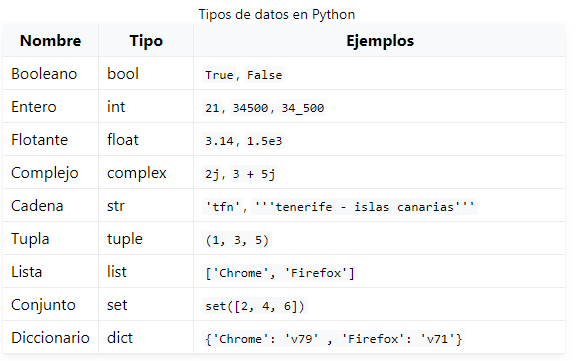 Tipos de datos en Python
Nombre Tipo Ejemplos
Booleano bool True, False
Entero int 21, 34500, 34_500
Flotante float 3.14, 1.5e3
Complejo complex 2j, 3 + 5j
Cadena str 'tfn', '''tenerife - islas canarias'''
Tupla tuple (1, 3, 5)
Lista list ['Chrome', 'Firefox']
Conjunto set set([2, 4, 6])
Diccionario dict {'Chrome': 'v79' , 'Firefox': 'v71'}